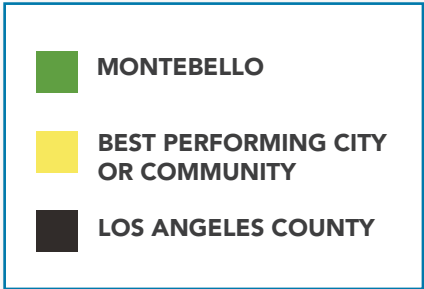 MONTEBELLO
BEST PERFORMING CITY
OR COMMUNITY
LOS ANGELES COUNTY